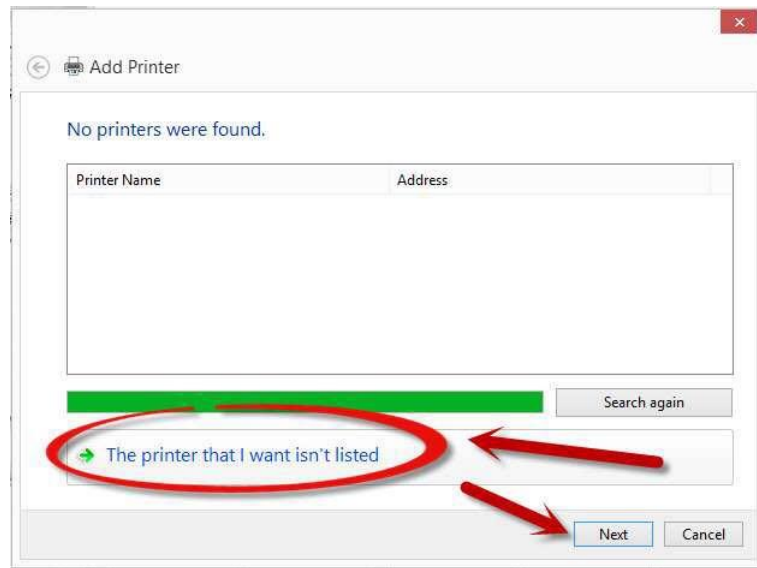 Add Printer
No printers were found.
Printer Name Address
Search again
The printer that I want isn't listed
Next Cancel